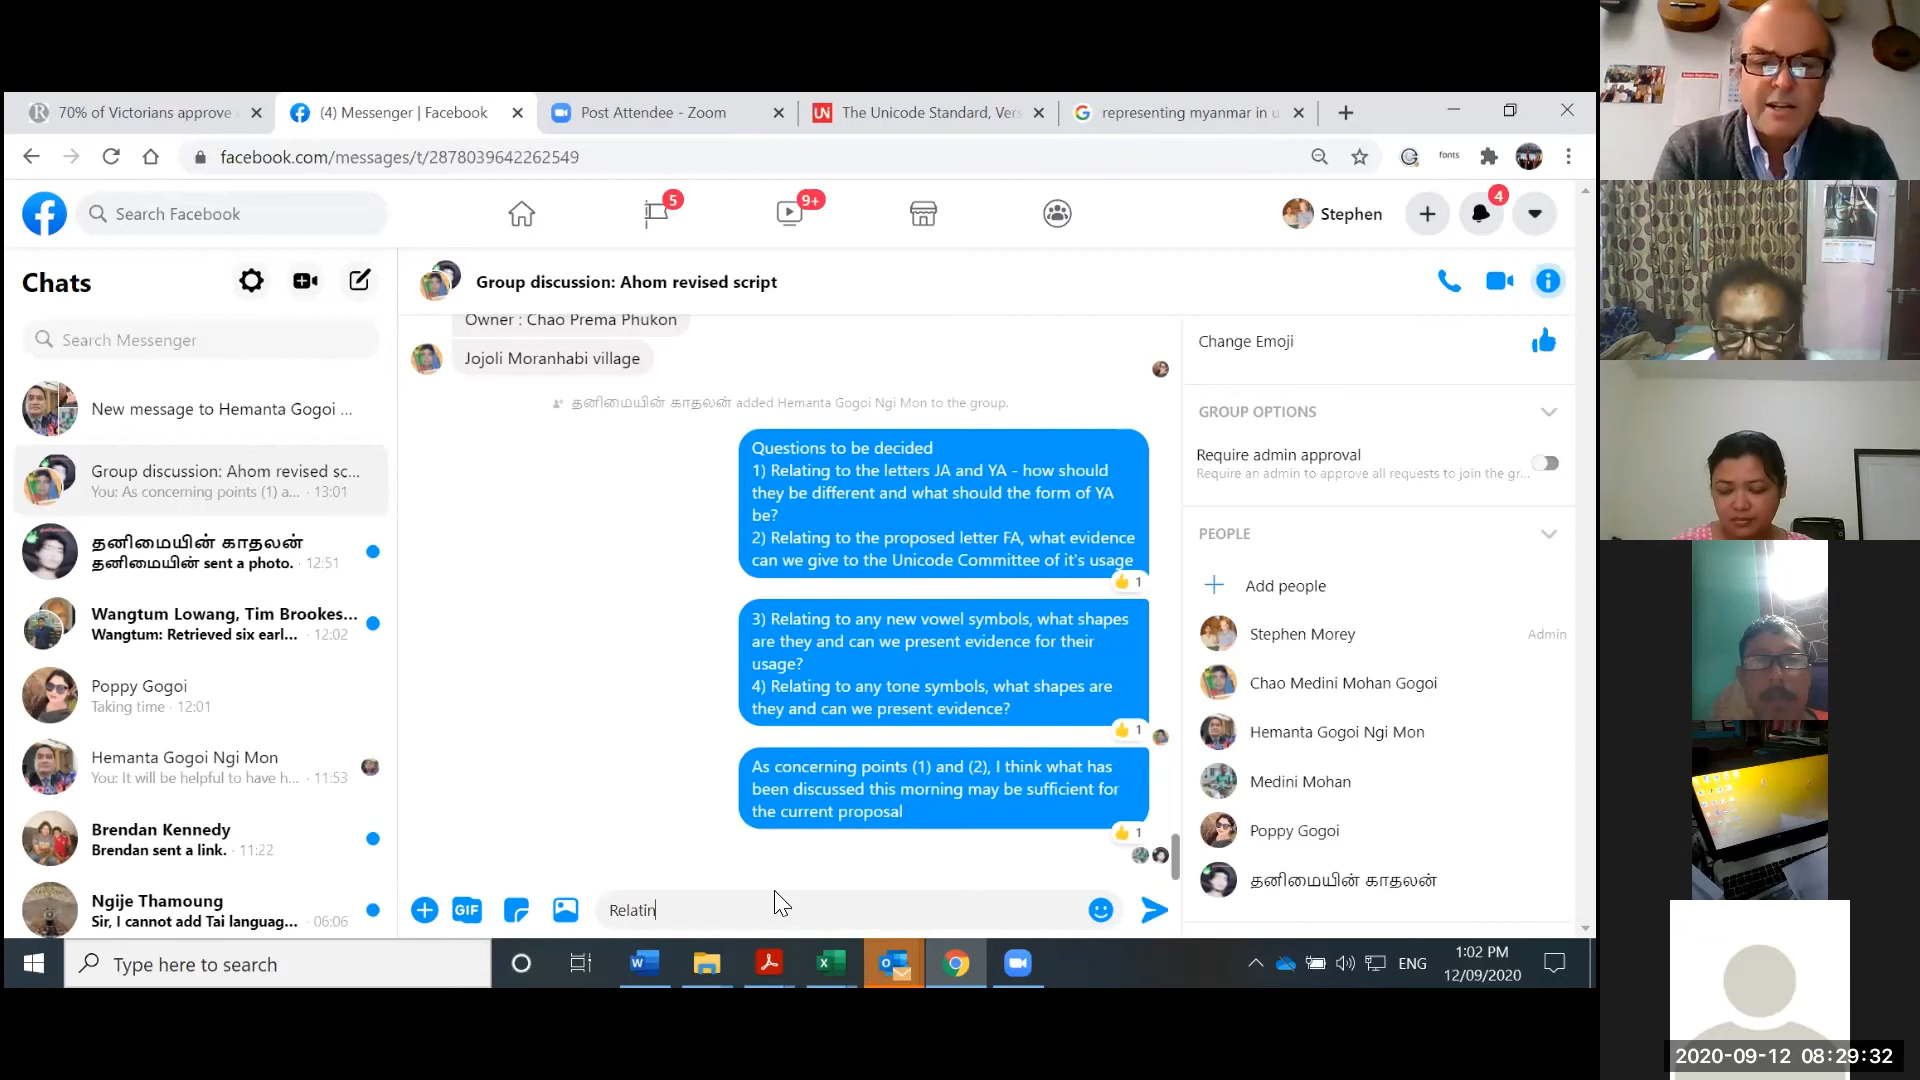 70% of Victorians approve
(4) Messenger | Facebook
Post Attendee - Zoom
The Unicode Standard, Vers
representing myanmar in u
facebook.com/messages/t/2878039642262549
fonts
Search Facebook
5
9+
Stephen
4
Chats
Search Messenger
New message to Hemanta Gogoi ...
Group discussion: Ahom revised sc...
You: As concerning points (1) a... · 13:01
தனிமையின் காதலன்
தனிமையின் sent a photo. · 12:51
Wangtum Lowang, Tim Brookes...
Wangtum: Retrieved six earl... · 12:02
Poppy Gogoi
Taking time · 12:01
Hemanta Gogoi Ngi Mon
You: It will be helpful to have h... · 11:53
Brendan Kennedy
Brendan sent a link. · 11:22
Ngije Thamoung
Sir, I cannot add Tai languag... · 06:06
Group discussion: Ahom revised script
Owner : Chao Prema Phukon
Jojoli Moranhabi village
தனிமையின் காதலன் added Hemanta Gogoi Ngi Mon to the group.
Questions to be decided
1) Relating to the letters JA and YA - how should
they be different and what should the form of YA
be?
2) Relating to the proposed letter FA, what evidence
can we give to the Unicode Committee of it's usage
1
3) Relating to any new vowel symbols, what shapes
are they and can we present evidence for their
usage?
4) Relating to any tone symbols, what shapes are
they and can we present evidence?
1
As concerning points (1) and (2), I think what has
been discussed this morning may be sufficient for
the current proposal
1
GIF
Relatin
Change Emoji
GROUP OPTIONS
Require admin approval
Require an admin to approve all requests to join the gr...
PEOPLE
Add people
Stephen Morey
Admin
Chao Medini Mohan Gogoi
Hemanta Gogoi Ngi Mon
Medini Mohan
Poppy Gogoi
தனிமையின் காதலன்
Type here to search
ENG
1:02 PM
12/09/2020
2020-09-12 08:29:32